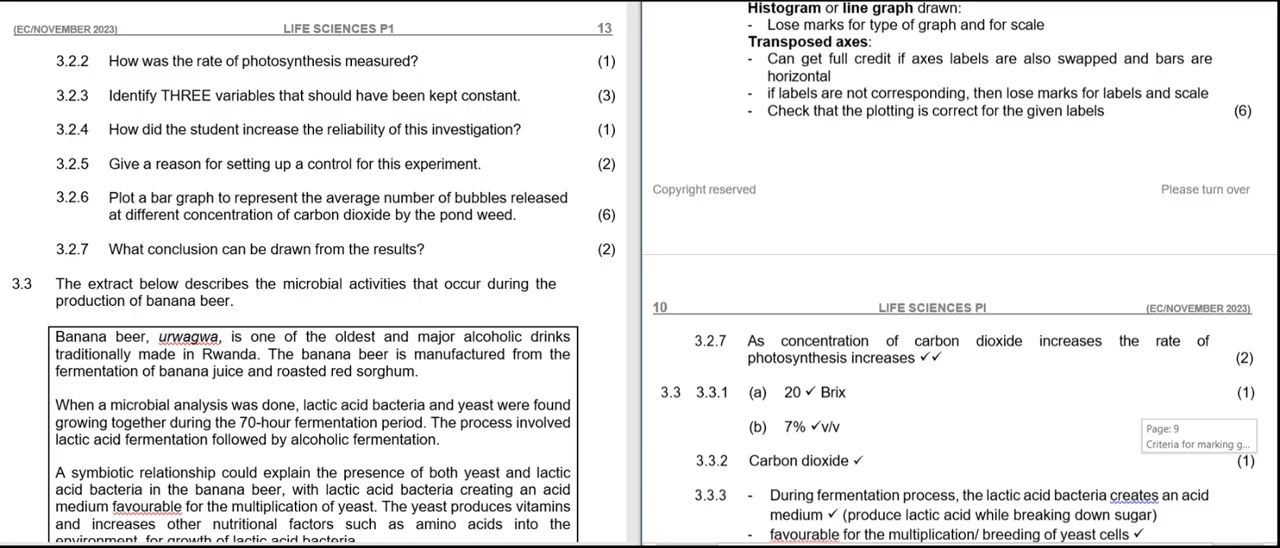 (EC/NOVEMBER 2023) LIFE SCIENCES P1 13
3.2.2 How was the rate of photosynthesis measured? (1)
3.2.3 Identify THREE variables that should have been kept constant. (3)
3.2.4 How did the student increase the reliability of this investigation? (1)
3.2.5 Give a reason for setting up a control for this experiment. (2)
3.2.6 Plot a bar graph to represent the average number of bubbles released
at different concentration of carbon dioxide by the pond weed. (6)
3.2.7 What conclusion can be drawn from the results? (2)
3.3 The extract below describes the microbial activities that occur during the
production of banana beer.
Banana beer, urwagwa, is one of the oldest and major alcoholic drinks
traditionally made in Rwanda. The banana beer is manufactured from the
fermentation of banana juice and roasted red sorghum.
When a microbial analysis was done, lactic acid bacteria and yeast were found
growing together during the 70-hour fermentation period. The process involved
lactic acid fermentation followed by alcoholic fermentation.
A symbiotic relationship could explain the presence of both yeast and lactic
acid bacteria in the banana beer, with lactic acid bacteria creating an acid
medium favourable for the multiplication of yeast. The yeast produces vitamins
and increases other nutritional factors such as amino acids into the
environment for growth of lactic acid bacteria
Histogram or line graph drawn:
- Lose marks for type of graph and for scale
Transposed axes:
- Can get full credit if axes labels are also swapped and bars are
horizontal
- if labels are not corresponding, then lose marks for labels and scale
- Check that the plotting is correct for the given labels (6)
Copyright reserved Please turn over
10 LIFE SCIENCES PI (EC/NOVEMBER 2023)
3.2.7 As concentration of carbon dioxide increases the rate of
photosynthesis increases ✓✓ (2)
3.3 3.3.1 (a) 20 ✓ Brix (1)
(b) 7% ✓v/v
Page: 9
Criteria for marking g...
3.3.2 Carbon dioxide ✓ (1)
3.3.3 - During fermentation process, the lactic acid bacteria creates an acid
medium ✓ (produce lactic acid while breaking down sugar)
- favourable for the multiplication/ breeding of yeast cells ✓